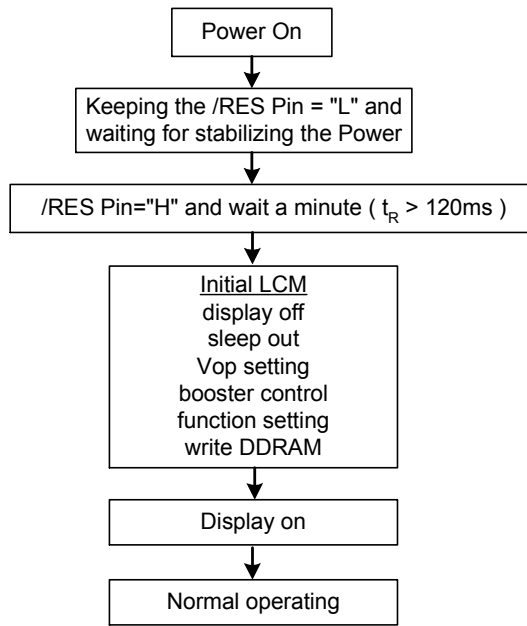 Power On
Keeping the /RES Pin = "L" and
waiting for stabilizing the Power
/RES Pin="H" and wait a minute ( tR > 120ms )
Initial LCM
display off
sleep out
Vop setting
booster control
function setting
write DDRAM
Display on
Normal operating